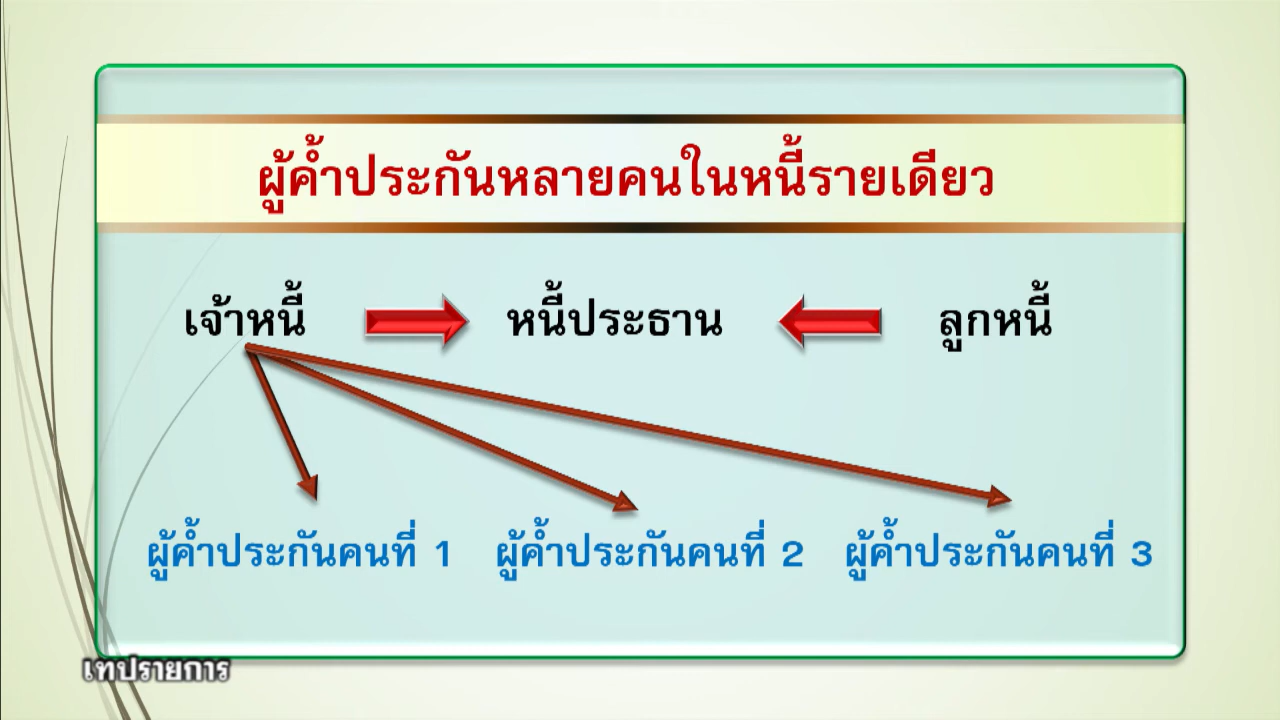 ผู้ค้ำประกันหลายคนในหนี้รายเดียว
เจ้าหนี้ หนี้ประธาน ลูกหนี้
ผู้ค้ำประกันคนที่ 1 ผู้ค้ำประกันคนที่ 2 ผู้ค้ำประกันคนที่ 3
เทปรายการ